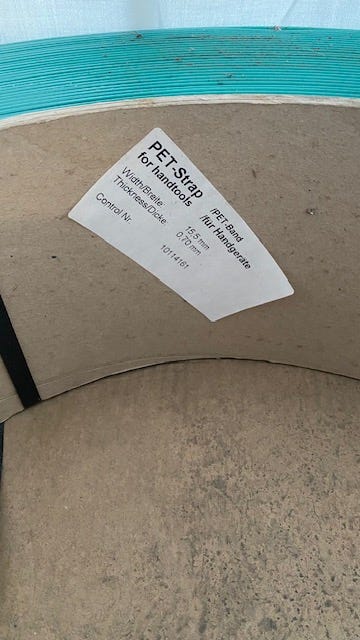 PET-Strap /PET-Band
for handtools /für Handgeräte
Width/Breite.. 15,5 mm
Thickness/Dicke.. 0,70 mm
Control Nr. 10114161